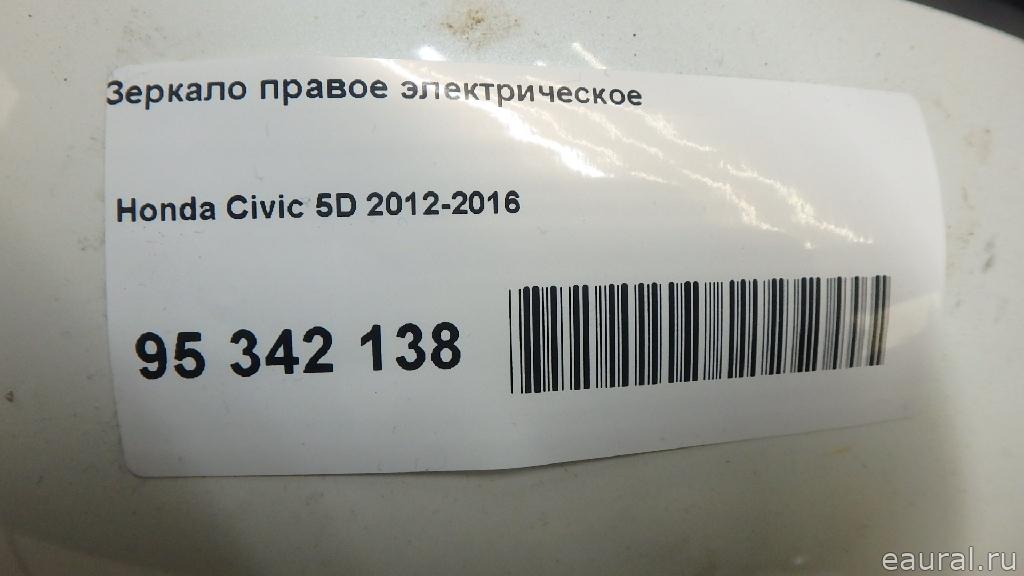 Зеркало правое электрическое
Honda Civic 5D 2012-2016
95 342 138
eaural.ru